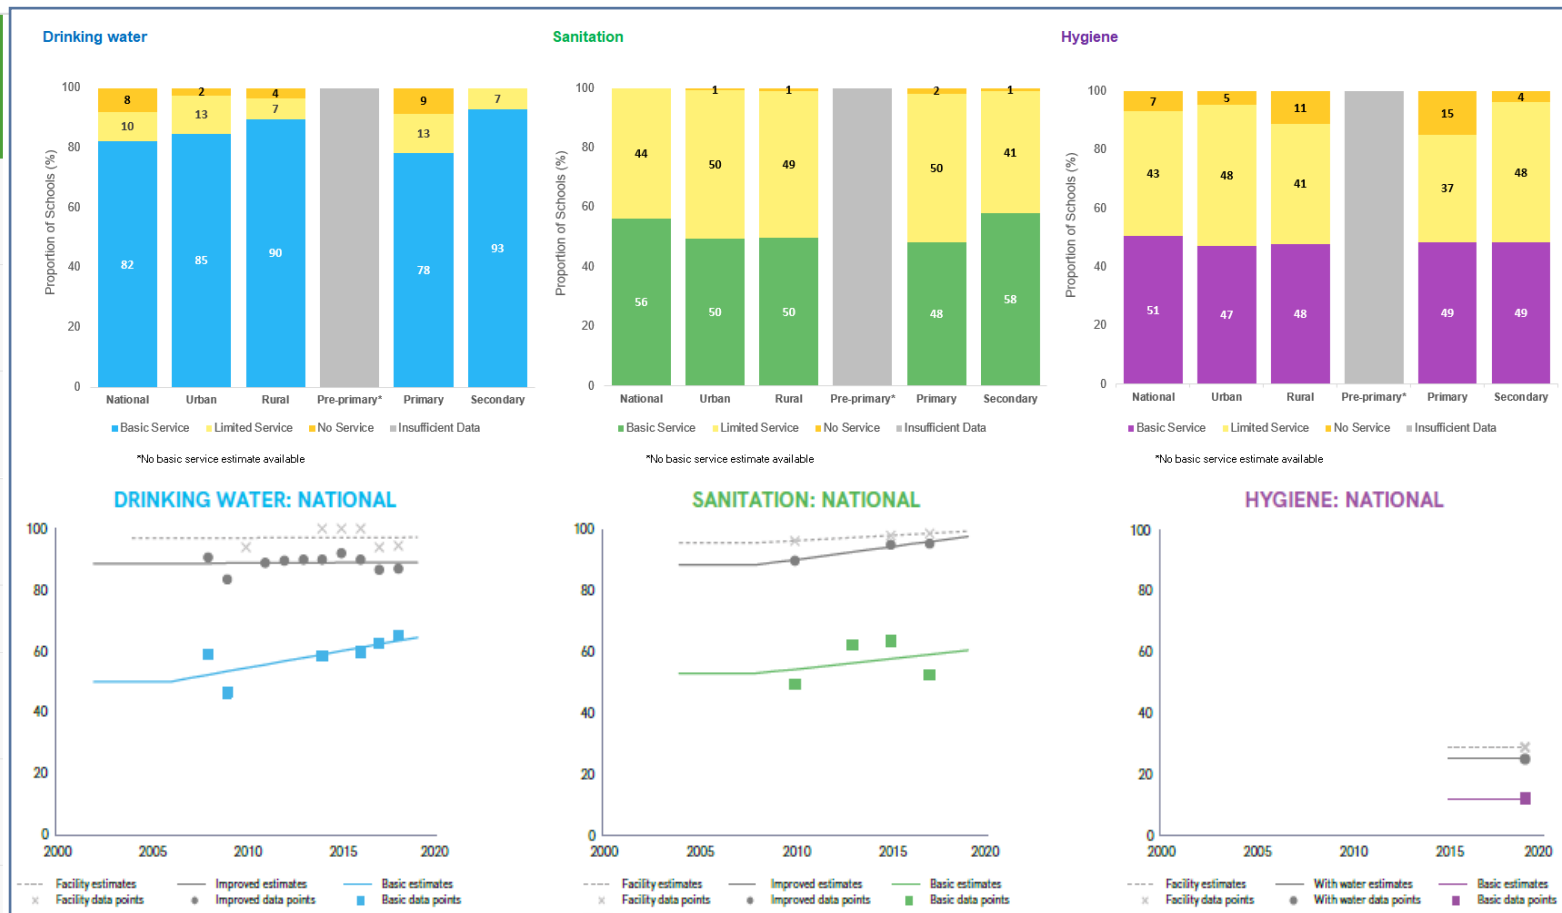 Drinking water
Sanitation
Hygiene
Proportion of Schools (%)
100
80
60
40
20
0
8
2
4
9
7
10
13
7
13
82
85
90
78
93
National Urban Rural Pre-primary* Primary Secondary
Basic Service Limited Service No Service Insufficient Data
*No basic service estimate available
Proportion of Schools (%)
100
80
60
40
20
0
1
1
2
1
44
50
49
50
41
56
50
50
48
58
National Urban Rural Pre-primary* Primary Secondary
Basic Service Limited Service No Service Insufficient Data
*No basic service estimate available
Proportion of Schools (%)
100
80
60
40
20
0
7
5
11
15
4
43
48
41
37
48
51
47
48
49
49
National Urban Rural Pre-primary* Primary Secondary
Basic Service Limited Service No Service Insufficient Data
*No basic service estimate available
DRINKING WATER: NATIONAL
100
80
60
40
20
0
2000 2005 2010 2015 2020
Facility estimates Improved estimates Basic estimates
Facility data points Improved data points Basic data points
SANITATION: NATIONAL
100
80
60
40
20
0
2000 2005 2010 2015 2020
Facility estimates Improved estimates Basic estimates
Facility data points Improved data points Basic data points
HYGIENE: NATIONAL
100
80
60
40
20
0
2000 2005 2010 2015 2020
Facility estimates With water estimates Basic estimates
Facility data points With water data points Basic data points